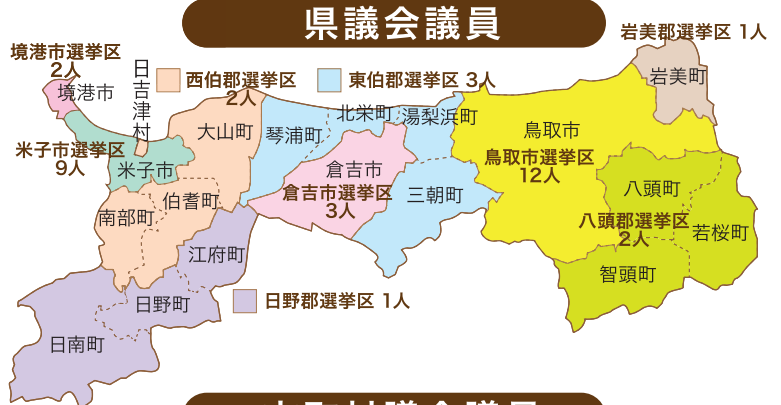 県議会議員
岩美郡選挙区 1人
境港市選挙区
2人
日吉津村
西伯郡選挙区
2人
東伯郡選挙区 3人
岩美町
境港市
大山町
琴浦町
北栄町
湯梨浜町
鳥取市
米子市選挙区
9人
米子市
倉吉市
鳥取市選挙区
12人
倉吉市選挙区
3人
三朝町
八頭町
伯耆町
南部町
八頭郡選挙区
2人
若桜町
江府町
智頭町
日野町
日野郡選挙区 1人
日南町